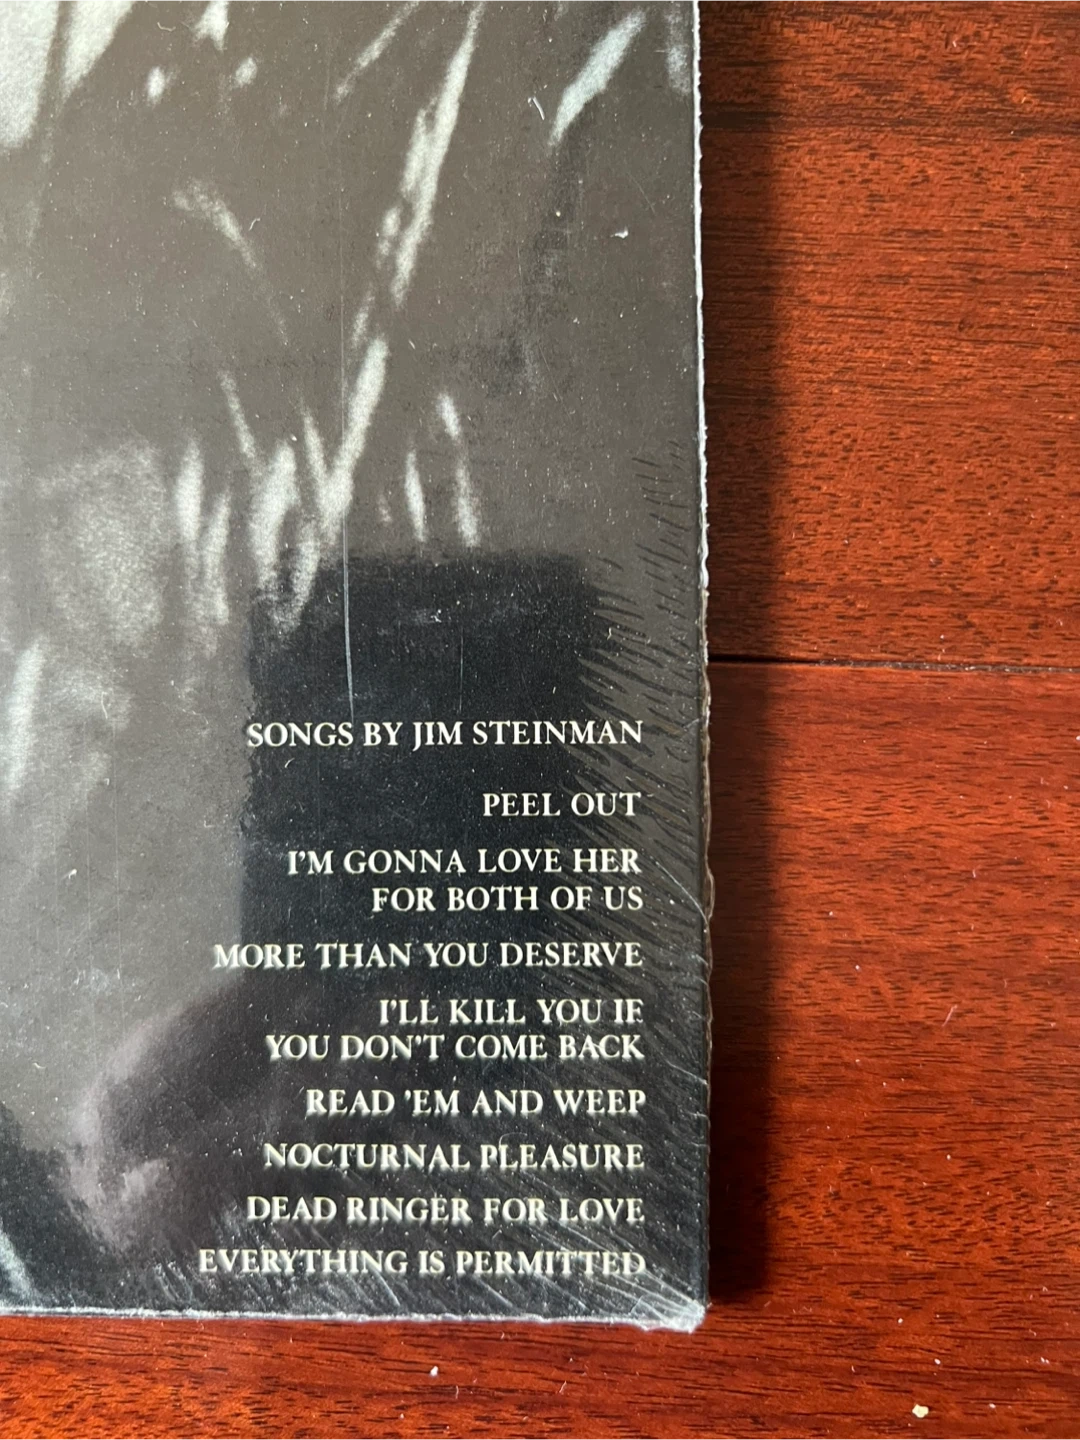 SONGS BY JIM STEINMAN
PEEL OUT
I'M GONNA LOVE HER
FOR BOTH OF US
MORE THAN YOU DESERVE
I'LL KILL YOU IF
YOU DON'T COME BACK
READ 'EM AND WEEP
NOCTURNAL PLEASURE
DEAD RINGER FOR LOVE
EVERYTHING IS PERMITTED